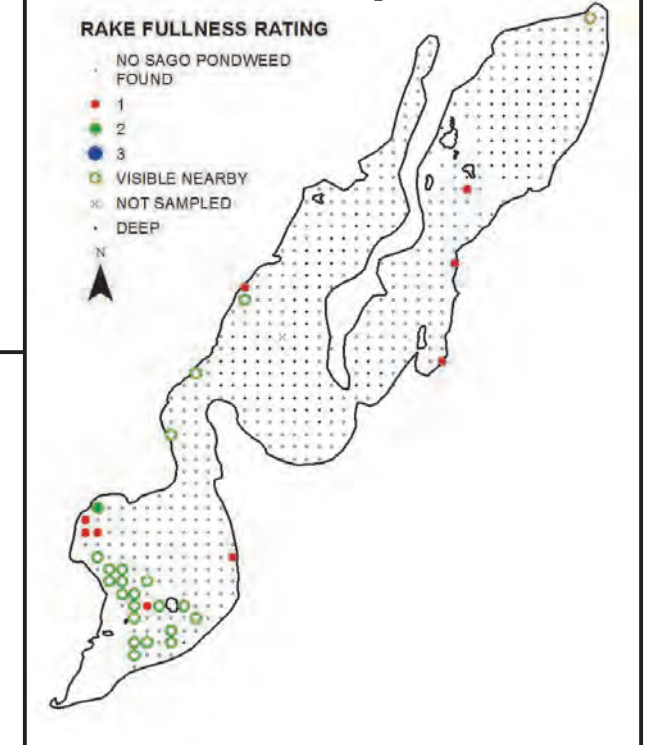 RAKE FULLNESS RATING
NO SAGO PONDWEED
FOUND
1
2
3
VISIBLE NEARBY
NOT SAMPLED
DEEP
N